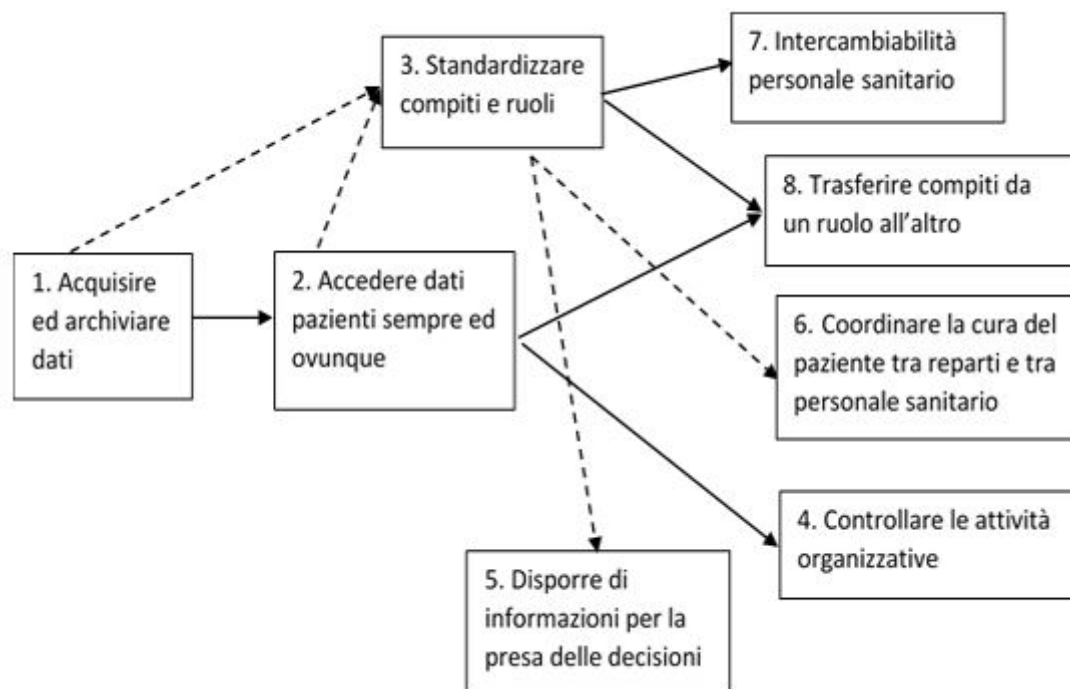 7. Intercambiabilità
personale sanitario
3. Standardizzare
compiti e ruoli
8. Trasferire compiti da
un ruolo all'altro
1. Acquisire
ed archiviare
dati
2. Accedere dati
pazienti sempre ed
ovunque
6. Coordinare la cura del
paziente tra reparti e tra
personale sanitario
4. Controllare le attività
organizzative
5. Disporre di
informazioni per la
presa delle decisioni